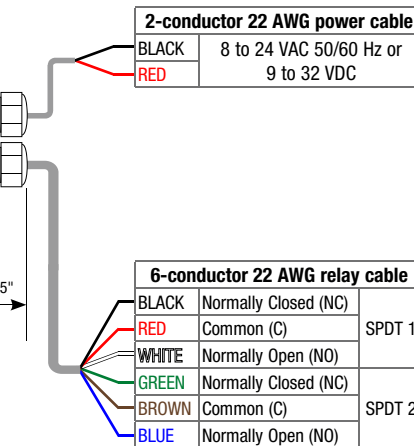 2-conductor 22 AWG power cable
BLACK 8 to 24 VAC 50/60 Hz or
RED 9 to 32 VDC
5"
6-conductor 22 AWG relay cable
BLACK Normally Closed (NC)
RED Common (C) SPDT 1
WHITE Normally Open (NO)
GREEN Normally Closed (NC)
BROWN Common (C) SPDT 2
BLUE Normally Open (NO)